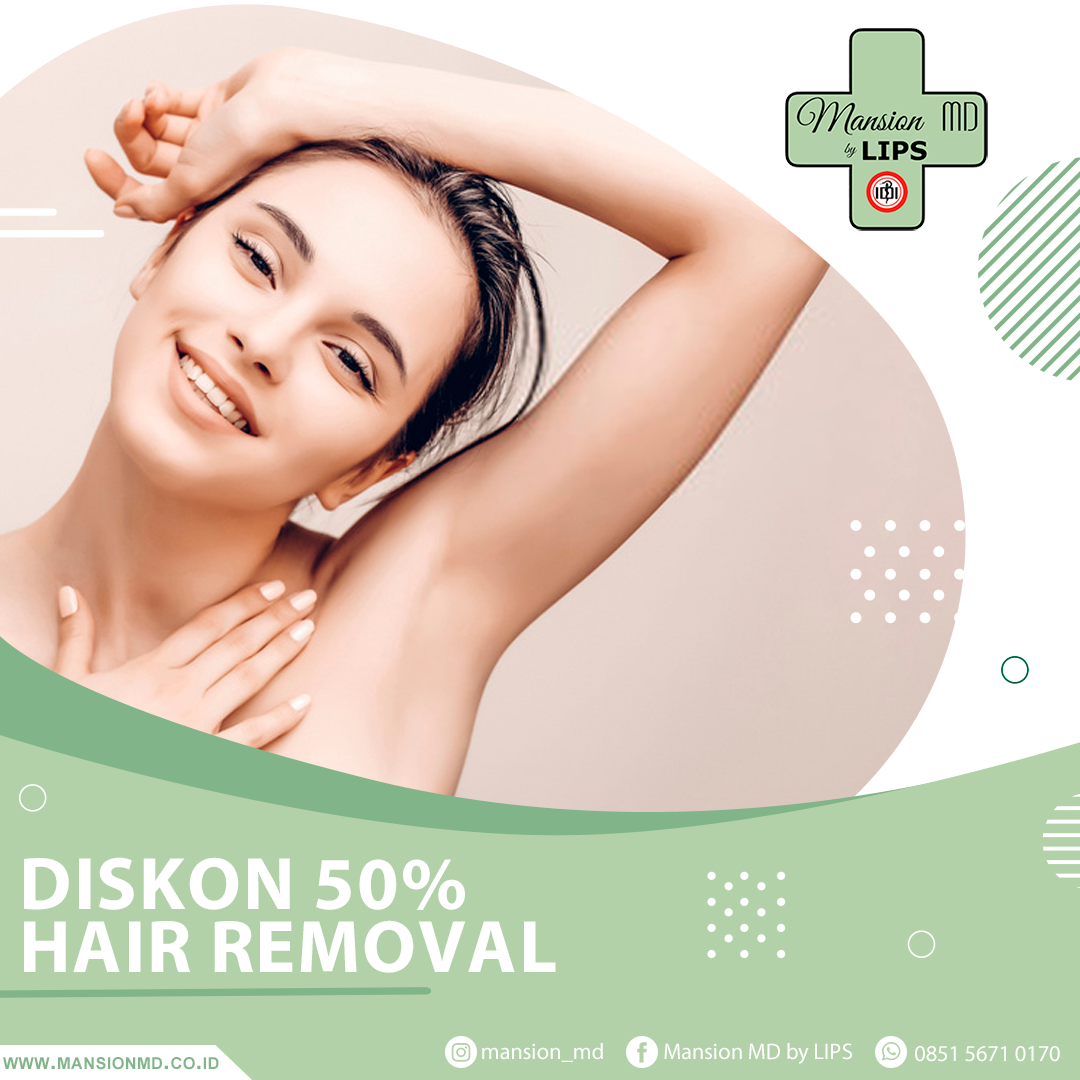 Mansion MD
by LIPS
DISKON 50%
HAIR REMOVAL
WWW.MANSIONMD.CO.ID
mansion_md
Mansion MD by LIPS
0851 5671 0170